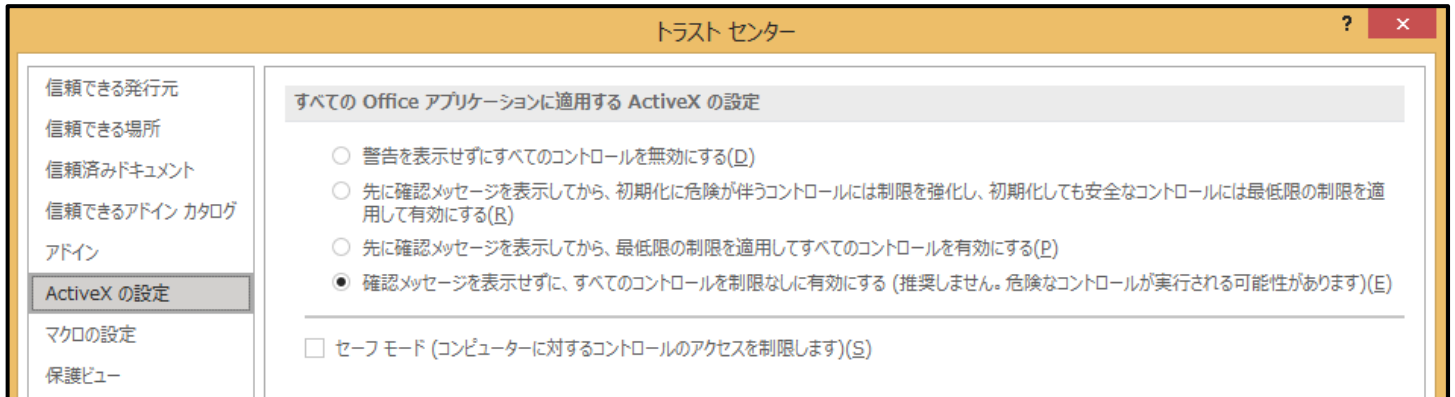 トラスト センター
? ×
信頼できる発行元
信頼できる場所
信頼済みドキュメント
信頼できるアドイン カタログ
アドイン
ActiveX の設定
マクロの設定
保護ビュー
すべての Office アプリケーションに適用する ActiveX の設定
警告を表示せずにすべてのコントロールを無効にする(D)
先に確認メッセージを表示してから、初期化に危険が伴うコントロールには制限を強化し、初期化しても安全なコントロールには最低限の制限を適
用して有効にする(R)
先に確認メッセージを表示してから、最低限の制限を適用してすべてのコントロールを有効にする(P)
確認メッセージを表示せずに、すべてのコントロールを制限なしに有効にする (推奨しません。危険なコントロールが実行される可能性があります)(E)
セーフ モード (コンピューターに対するコントロールのアクセスを制限します)(S)